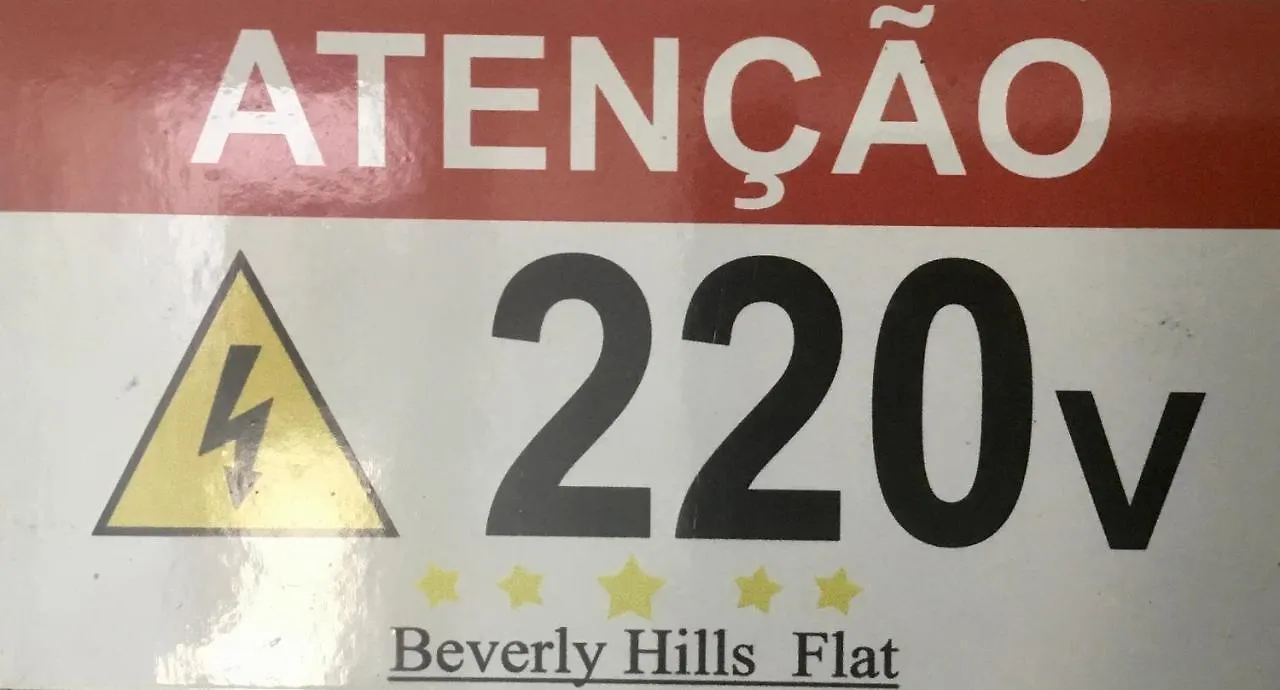 ATENÇÃO
220v
Beverly Hills Flat